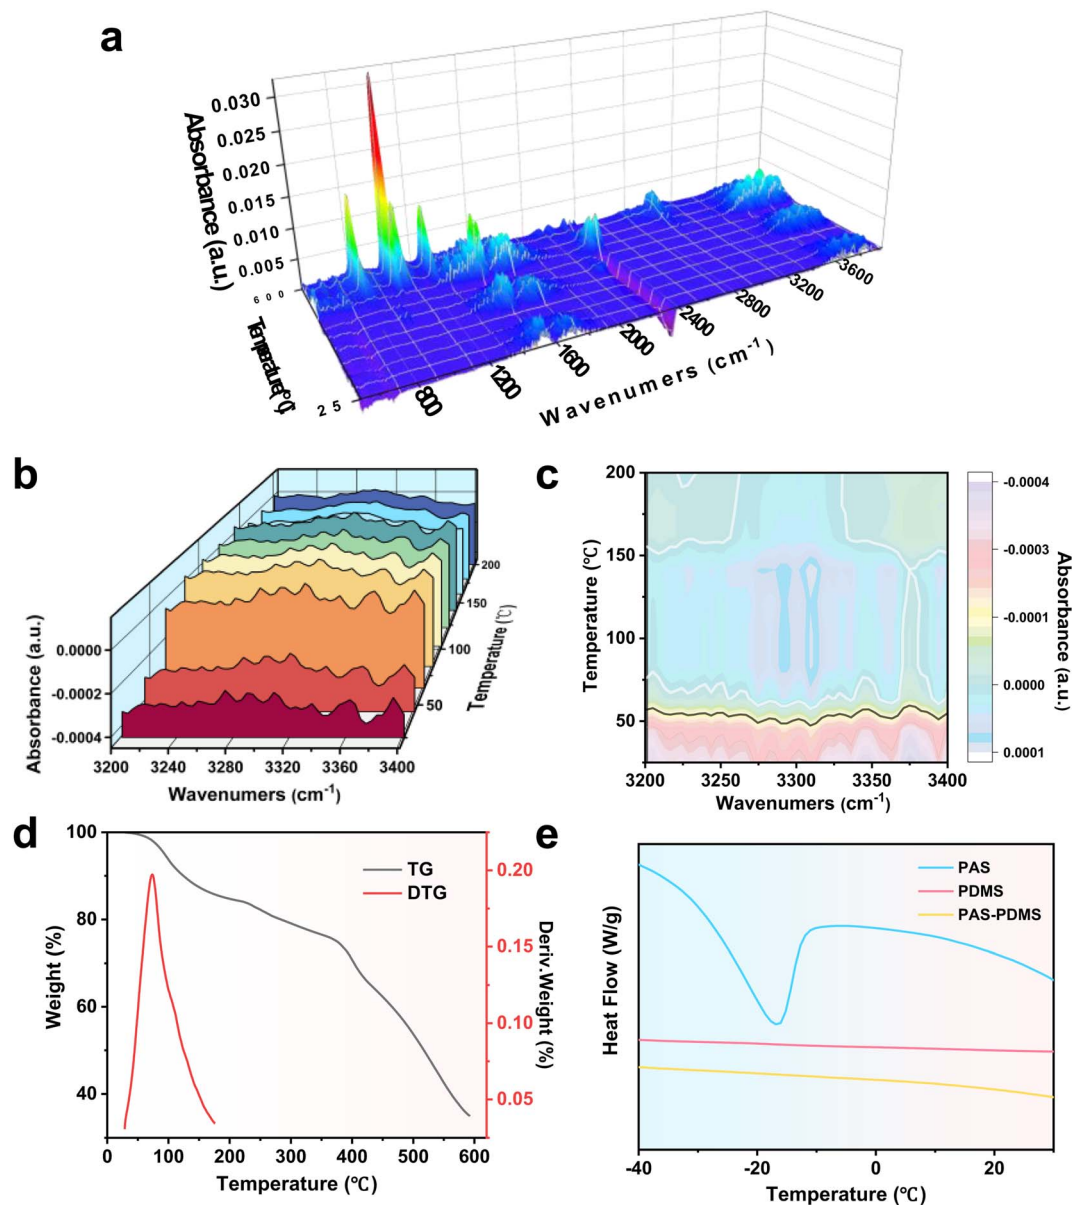 a
0.030
0.025
0.020
0.015
0.010
0.005
Absorbance (a.u.)
600
25
800
1200
1600
2000
2400
2800
3200
3600
Wavenumers (cm⁻¹)
b
0.0000
-0.0002
-0.0004
Absorbance (a.u.)
3200 3240 3280 3320 3360 3400
Wavenumers (cm⁻¹)
50
100
150
200
Temperature (℃)
c
200
150
100
50
Temperature (℃)
3200 3250 3300 3350 3400
Wavenumers (cm⁻¹)
-0.0004
-0.0003
-0.0001
0.0000
0.0001
Absorbance (a.u.)
d
100
80
60
40
Weight (%)
TG
DTG
0.20
0.15
0.10
0.05
Deriv.Weight (%)
0 100 200 300 400 500 600
Temperature (℃)
e
Heat Flow (W/g)
PAS
PDMS
PAS-PDMS
-40 -20 0 20
Temperature (℃)